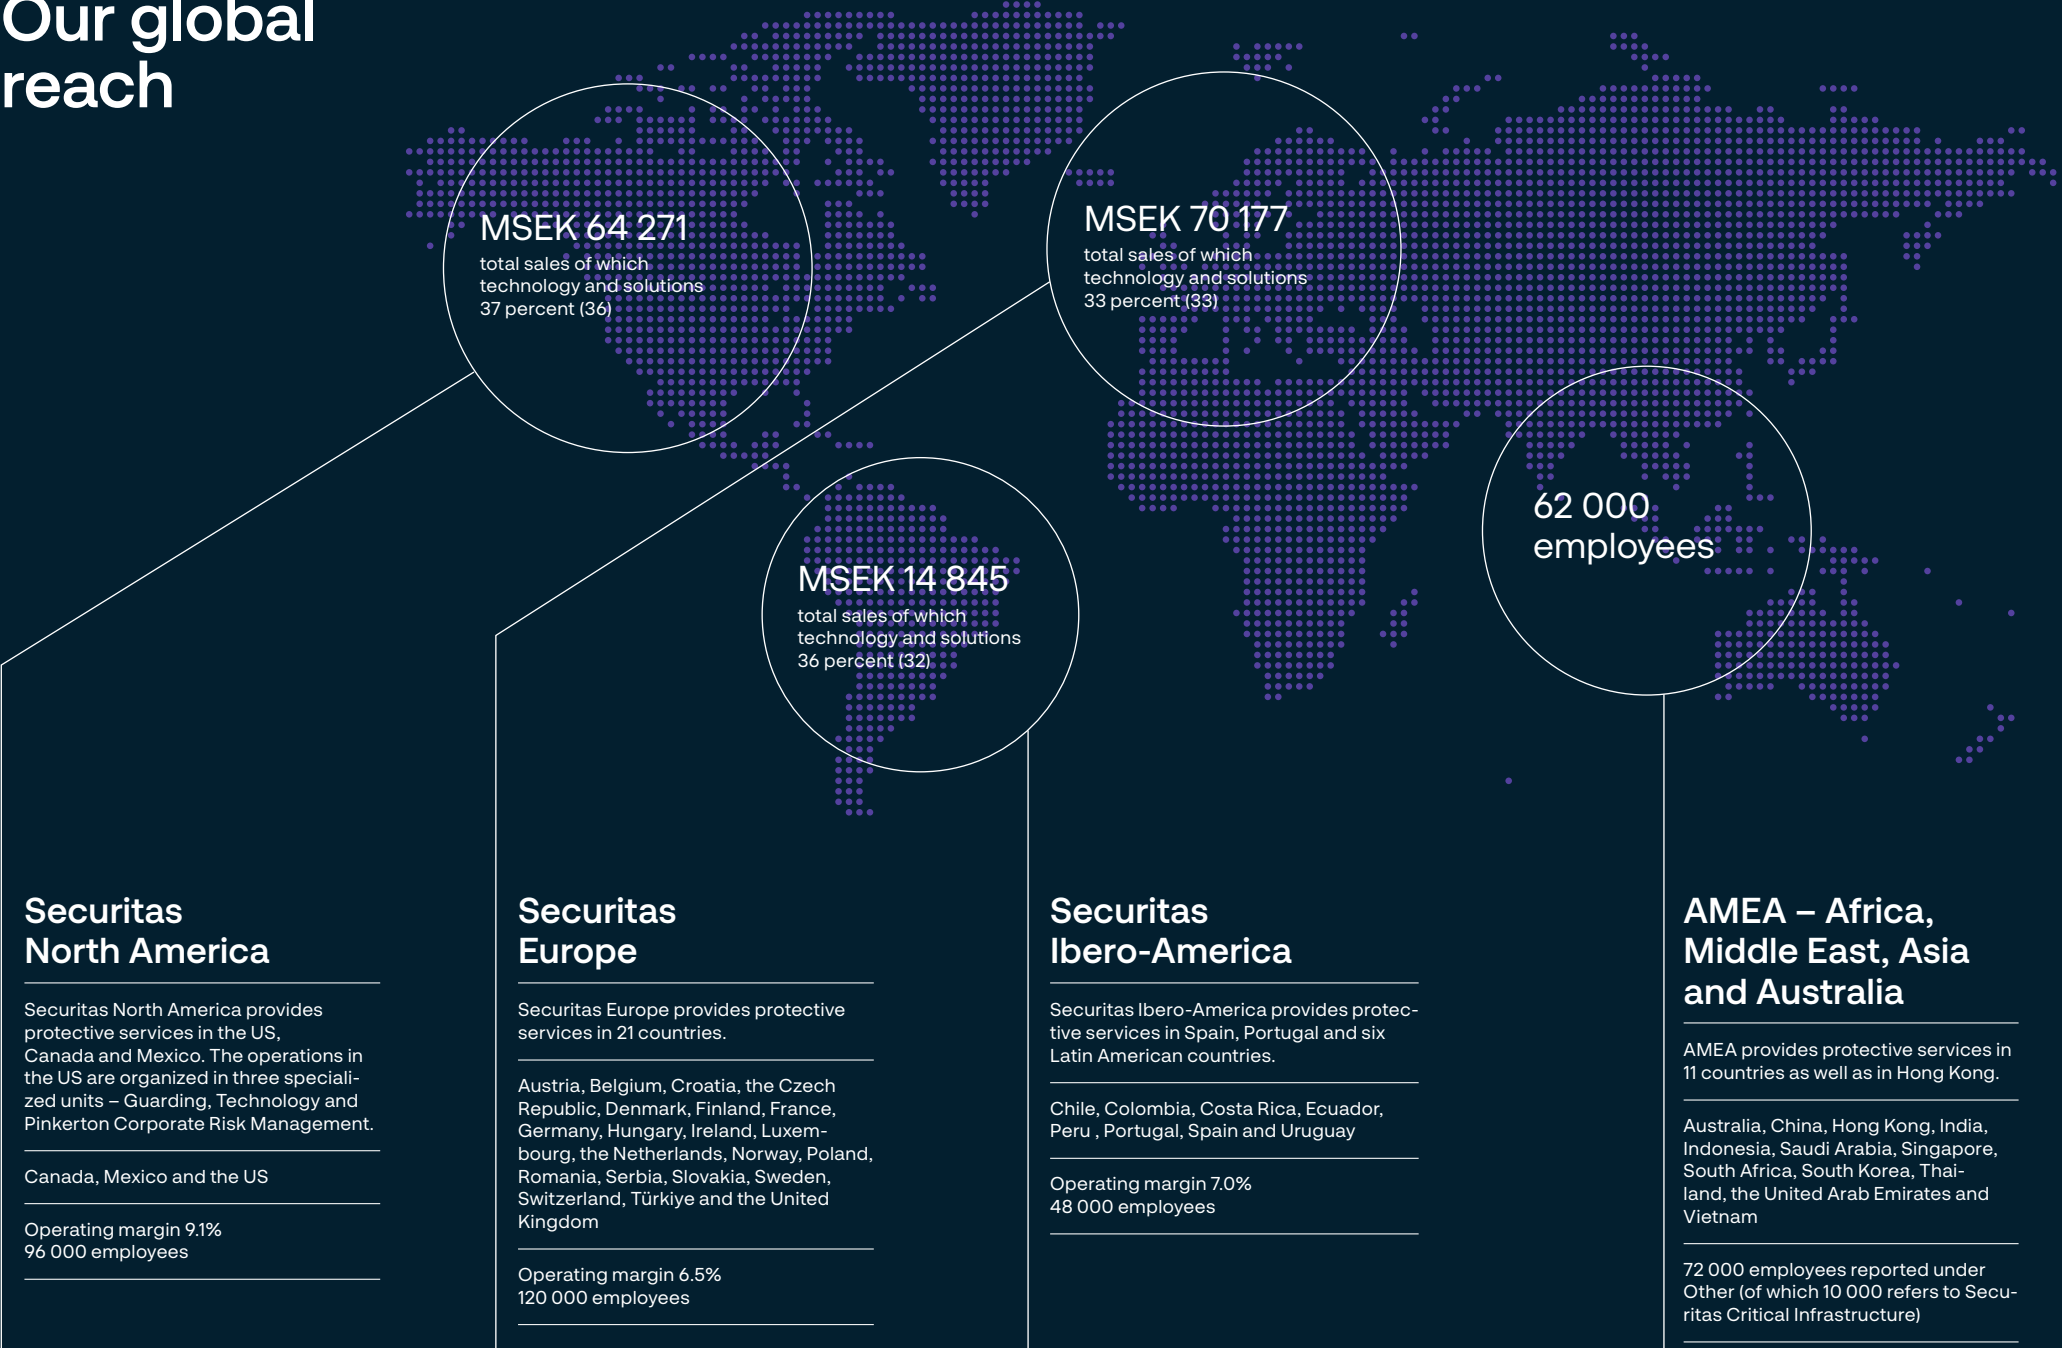 Our global
reach
MSEK 64 271
total sales of which
technology and solutions
37 percent (36)
MSEK 70 177
total sales of which
technology and solutions
33 percent (33)
MSEK 14 845
total sales of which
technology and solutions
36 percent (32)
62 000
employees
Securitas
North America
Securitas North America provides
protective services in the US,
Canada and Mexico. The operations in
the US are organized in three speciali-
zed units – Guarding, Technology and
Pinkerton Corporate Risk Management.
Canada, Mexico and the US
Operating margin 9.1%
96 000 employees
Securitas
Europe
Securitas Europe provides protective
services in 21 countries.
Austria, Belgium, Croatia, the Czech
Republic, Denmark, Finland, France,
Germany, Hungary, Ireland, Luxem-
bourg, the Netherlands, Norway, Poland,
Romania, Serbia, Slovakia, Sweden,
Switzerland, Türkiye and the United
Kingdom
Operating margin 6.5%
120 000 employees
Securitas
Ibero-America
Securitas Ibero-America provides protec-
tive services in Spain, Portugal and six
Latin American countries.
Chile, Colombia, Costa Rica, Ecuador,
Peru , Portugal, Spain and Uruguay
Operating margin 7.0%
48 000 employees
AMEA – Africa,
Middle East, Asia
and Australia
AMEA provides protective services in
11 countries as well as in Hong Kong.
Australia, China, Hong Kong, India,
Indonesia, Saudi Arabia, Singapore,
South Africa, South Korea, Thai-
land, the United Arab Emirates and
Vietnam
72 000 employees reported under
Other (of which 10 000 refers to Secu-
ritas Critical Infrastructure)